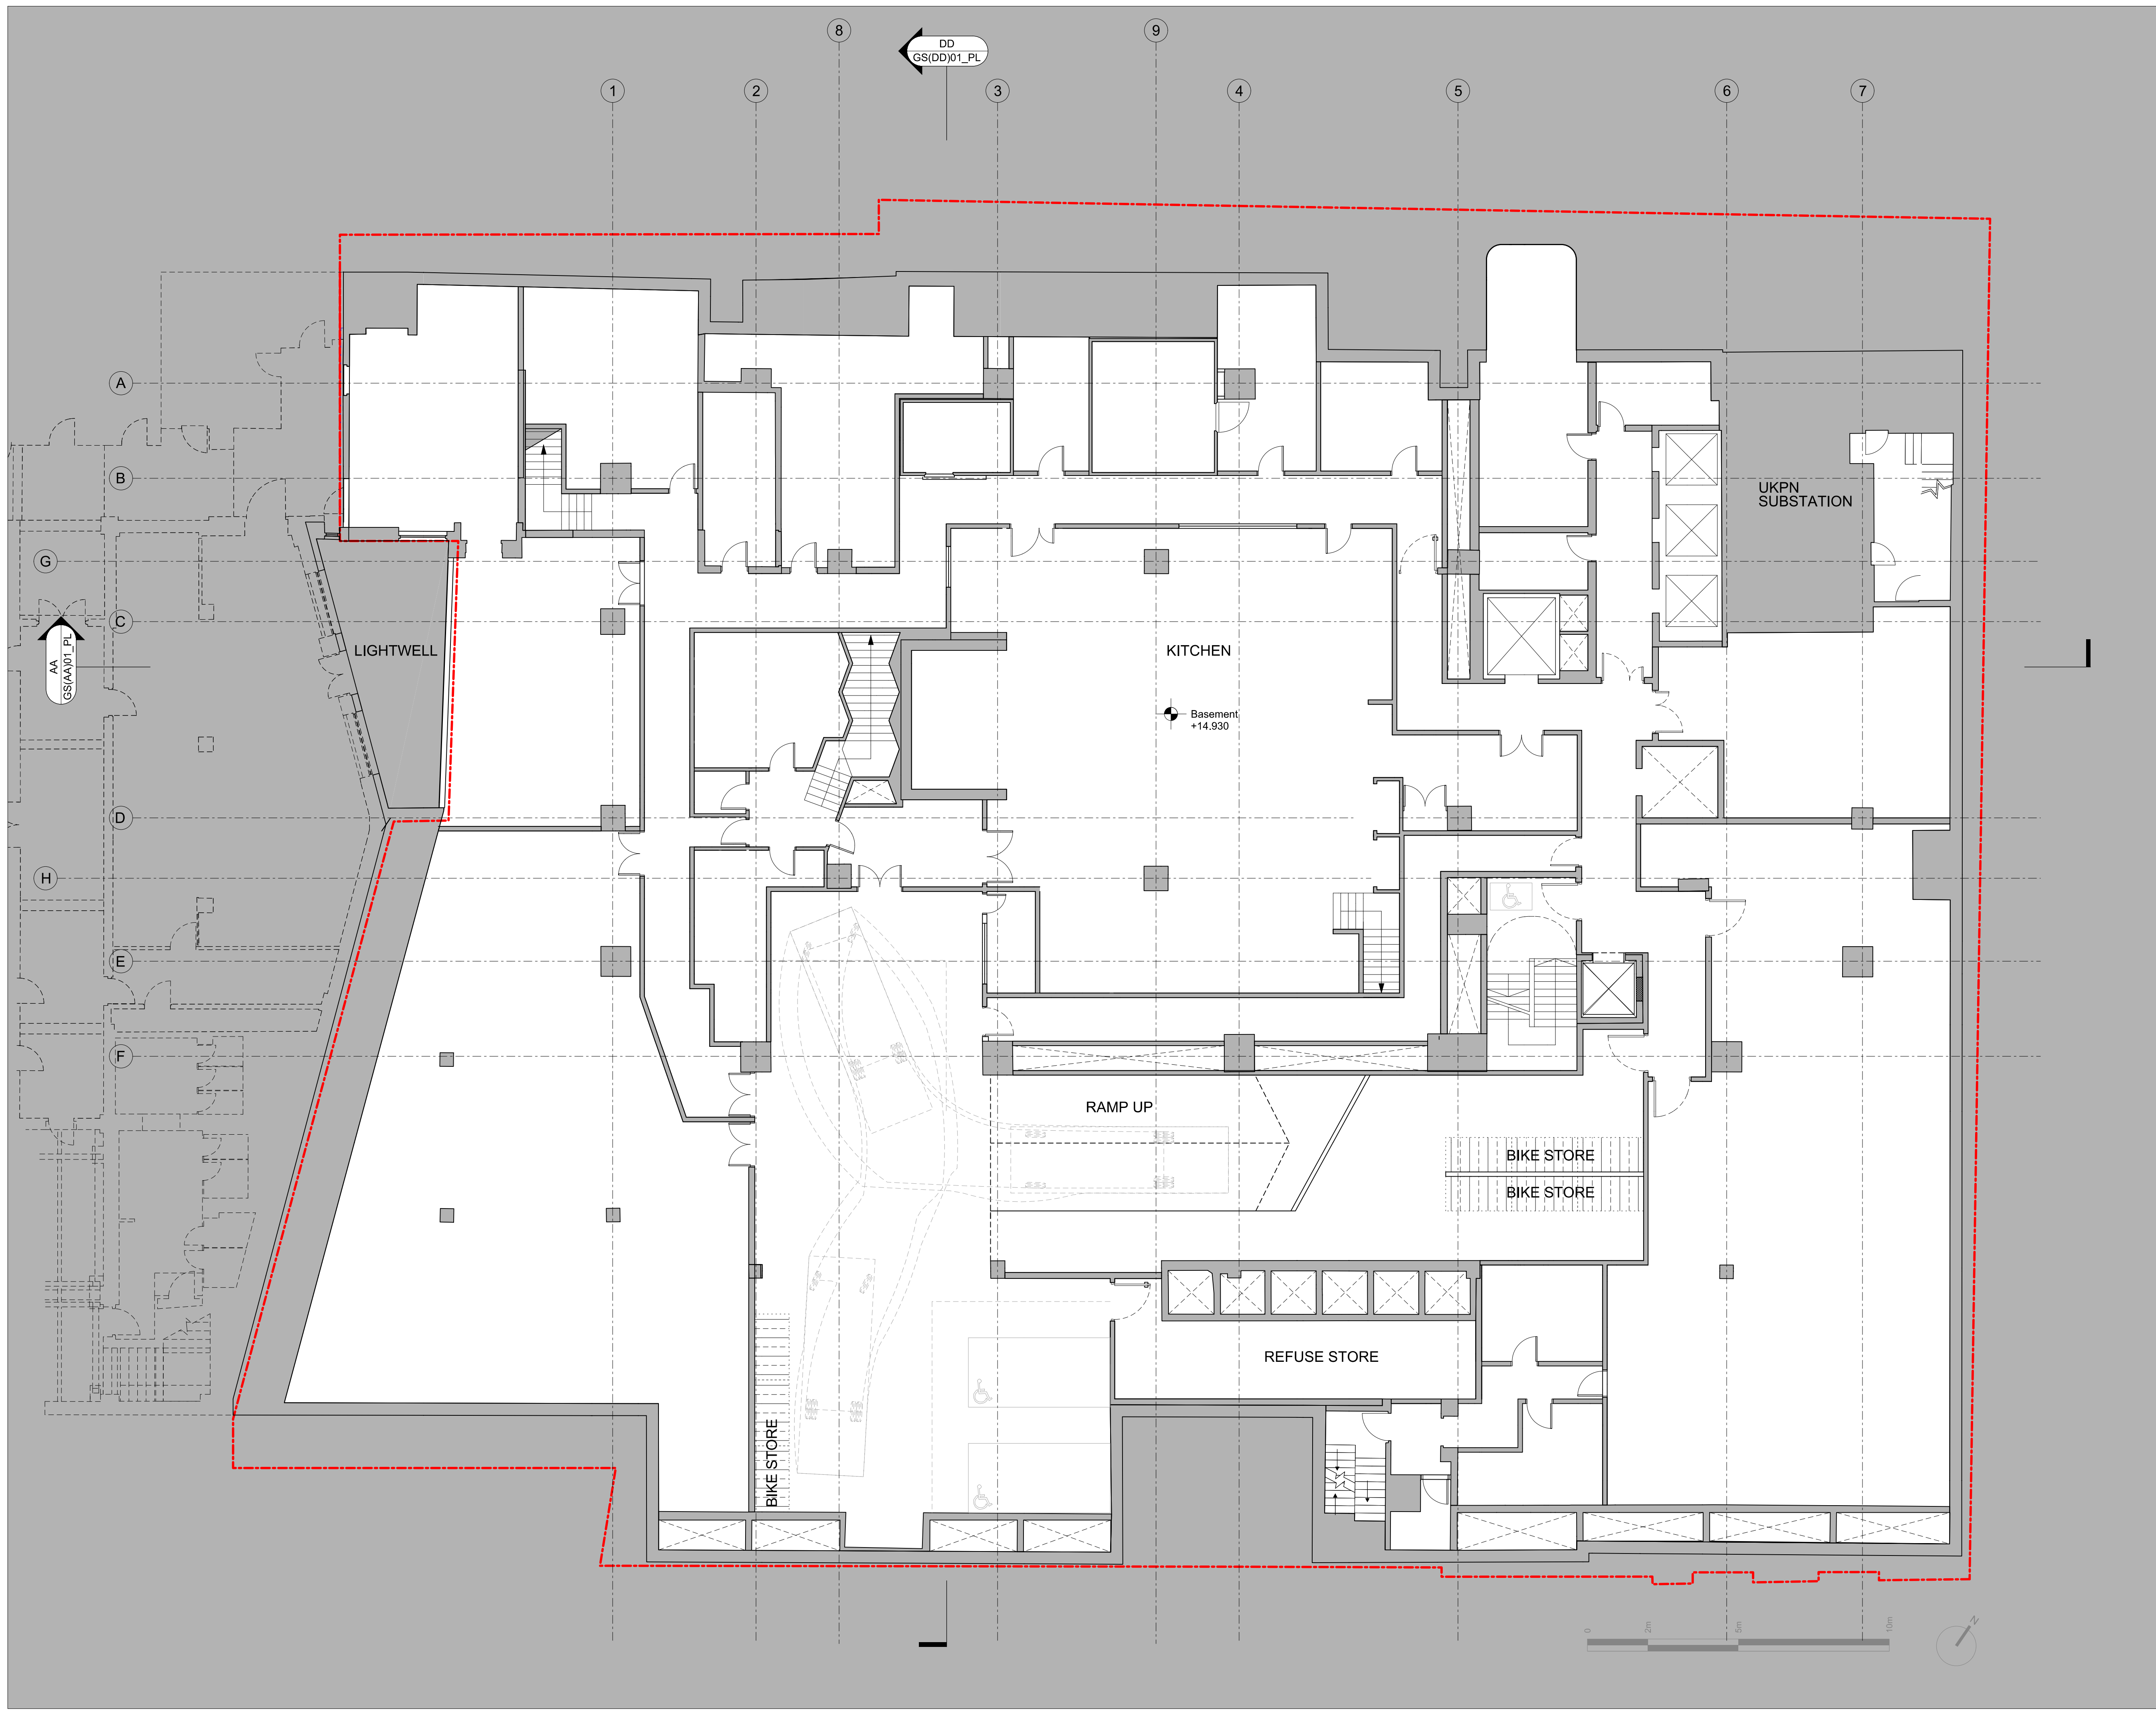 8
DD
GS(DD)01_PL
9
1
2
3
4
5
6
7
A
B
UKPN
SUBSTATION
G
C
AA
GS(AA)01_PL
LIGHTWELL
KITCHEN
Basement
+14.930
D
H
E
F
RAMP UP
BIKE STORE
BIKE STORE
REFUSE STORE
BIKE STORE
0
2m
5m
10m
N